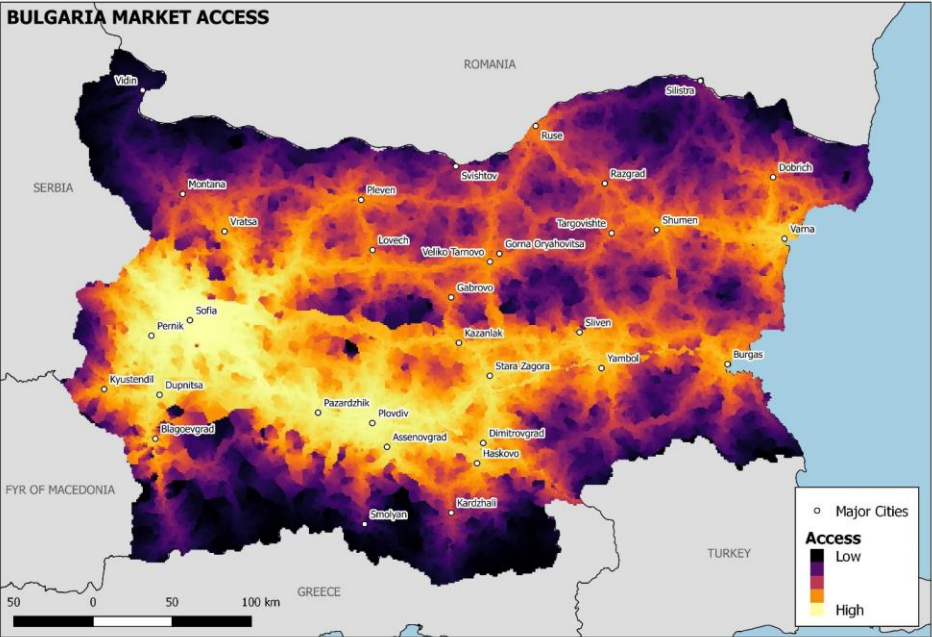 BULGARIA MARKET ACCESS
ROMANIA
Vidin
Silistra
Ruse
Svishtov
Razgrad
Dobrich
SERBIA
Montana
Pleven
Vratsa
Targovishte
Shumen
Varna
Lovech
Veliko Tarnovo
Gorna Oryahovitsa
Gabrovo
Sofia
Pernik
Kazanlak
Sliven
Stara Zagora
Yambol
Burgas
Kyustendil
Dupnitsa
Pazardzhik
Plovdiv
Blagoevgrad
Assenovgrad
Dimitrovgrad
Haskovo
FYR OF MACEDONIA
Kardzhali
Smolyan
Major Cities
Access
Low
High
TURKEY
GREECE
50 0 50 100 km